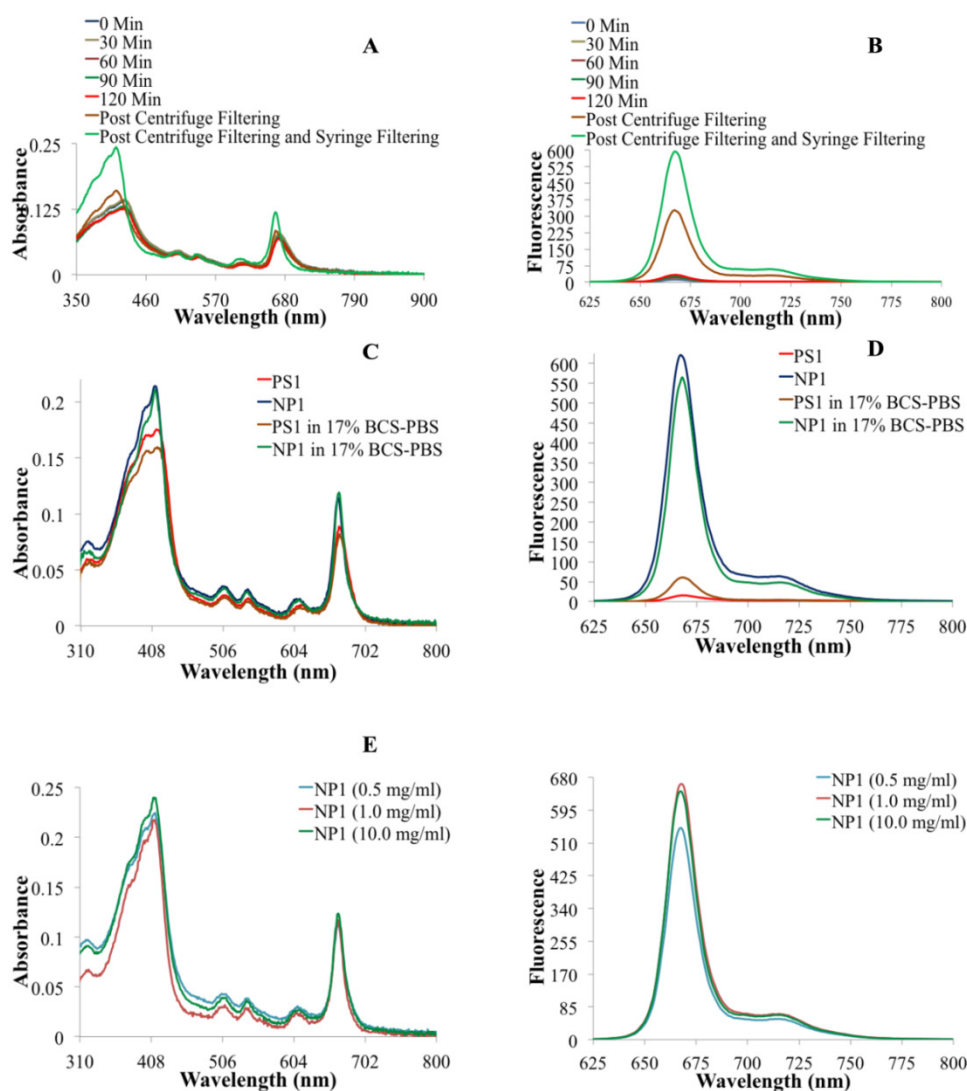 0 Min
30 Min
60 Min
90 Min
120 Min
Post Centrifuge Filtering
Post Centrifuge Filtering and Syringe Filtering
A
0.25
0.125
0
Absorbance
350 460 570 680 790 900
Wavelength (nm)
0 Min
30 Min
60 Min
90 Min
120 Min
Post Centrifuge Filtering
Post Centrifuge Filtering and Syringe Filtering
B
600
525
450
375
300
225
150
75
0
Fluorescence
625 650 675 700 725 750 775 800
Wavelength (nm)
C
PS1
NP1
PS1 in 17% BCS-PBS
NP1 in 17% BCS-PBS
0.2
0.15
0.1
0.05
0
Absorbance
310 408 506 604 702 800
Wavelength (nm)
D
PS1
NP1
PS1 in 17% BCS-PBS
NP1 in 17% BCS-PBS
600
550
500
450
400
350
300
250
200
150
100
50
0
Fluorescence
625 650 675 700 725 750 775 800
Wavelength (nm)
E
NP1 (0.5 mg/ml)
NP1 (1.0 mg/ml)
NP1 (10.0 mg/ml)
0.25
0.2
0.15
0.1
0.05
0
Absorbance
310 408 506 604 702 800
Wavelength (nm)
NP1 (0.5 mg/ml)
NP1 (1.0 mg/ml)
NP1 (10.0 mg/ml)
680
595
510
425
340
255
170
85
0
Fluorescence
625 650 675 700 725 750 775 800
Wavelength (nm)